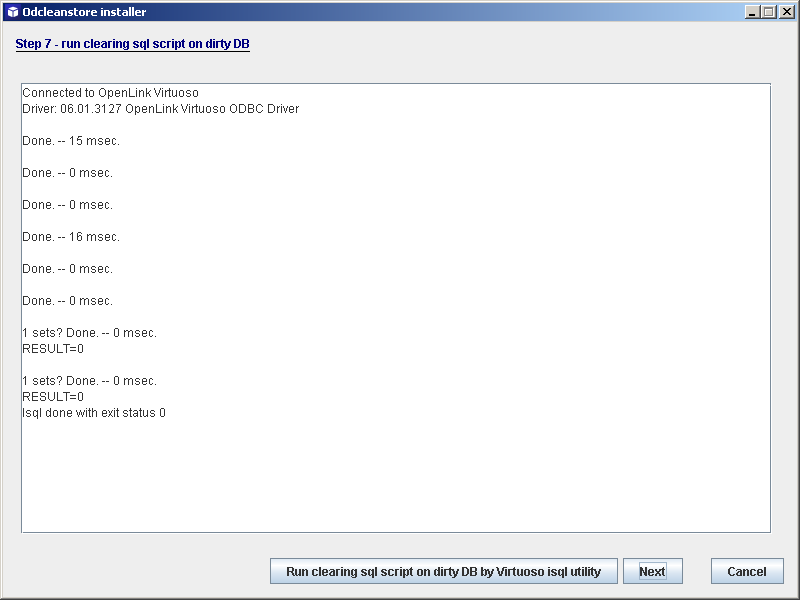 Odcleanstore installer
Step 7 - run clearing sql script on dirty DB
Connected to OpenLink Virtuoso
Driver: 06.01.3127 OpenLink Virtuoso ODBC Driver
Done. -- 15 msec.
Done. -- 0 msec.
Done. -- 0 msec.
Done. -- 16 msec.
Done. -- 0 msec.
Done. -- 0 msec.
1 sets? Done. -- 0 msec.
RESULT=0
1 sets? Done. -- 0 msec.
RESULT=0
Isql done with exit status 0
Run clearing sql script on dirty DB by Virtuoso isql utility
Next
Cancel